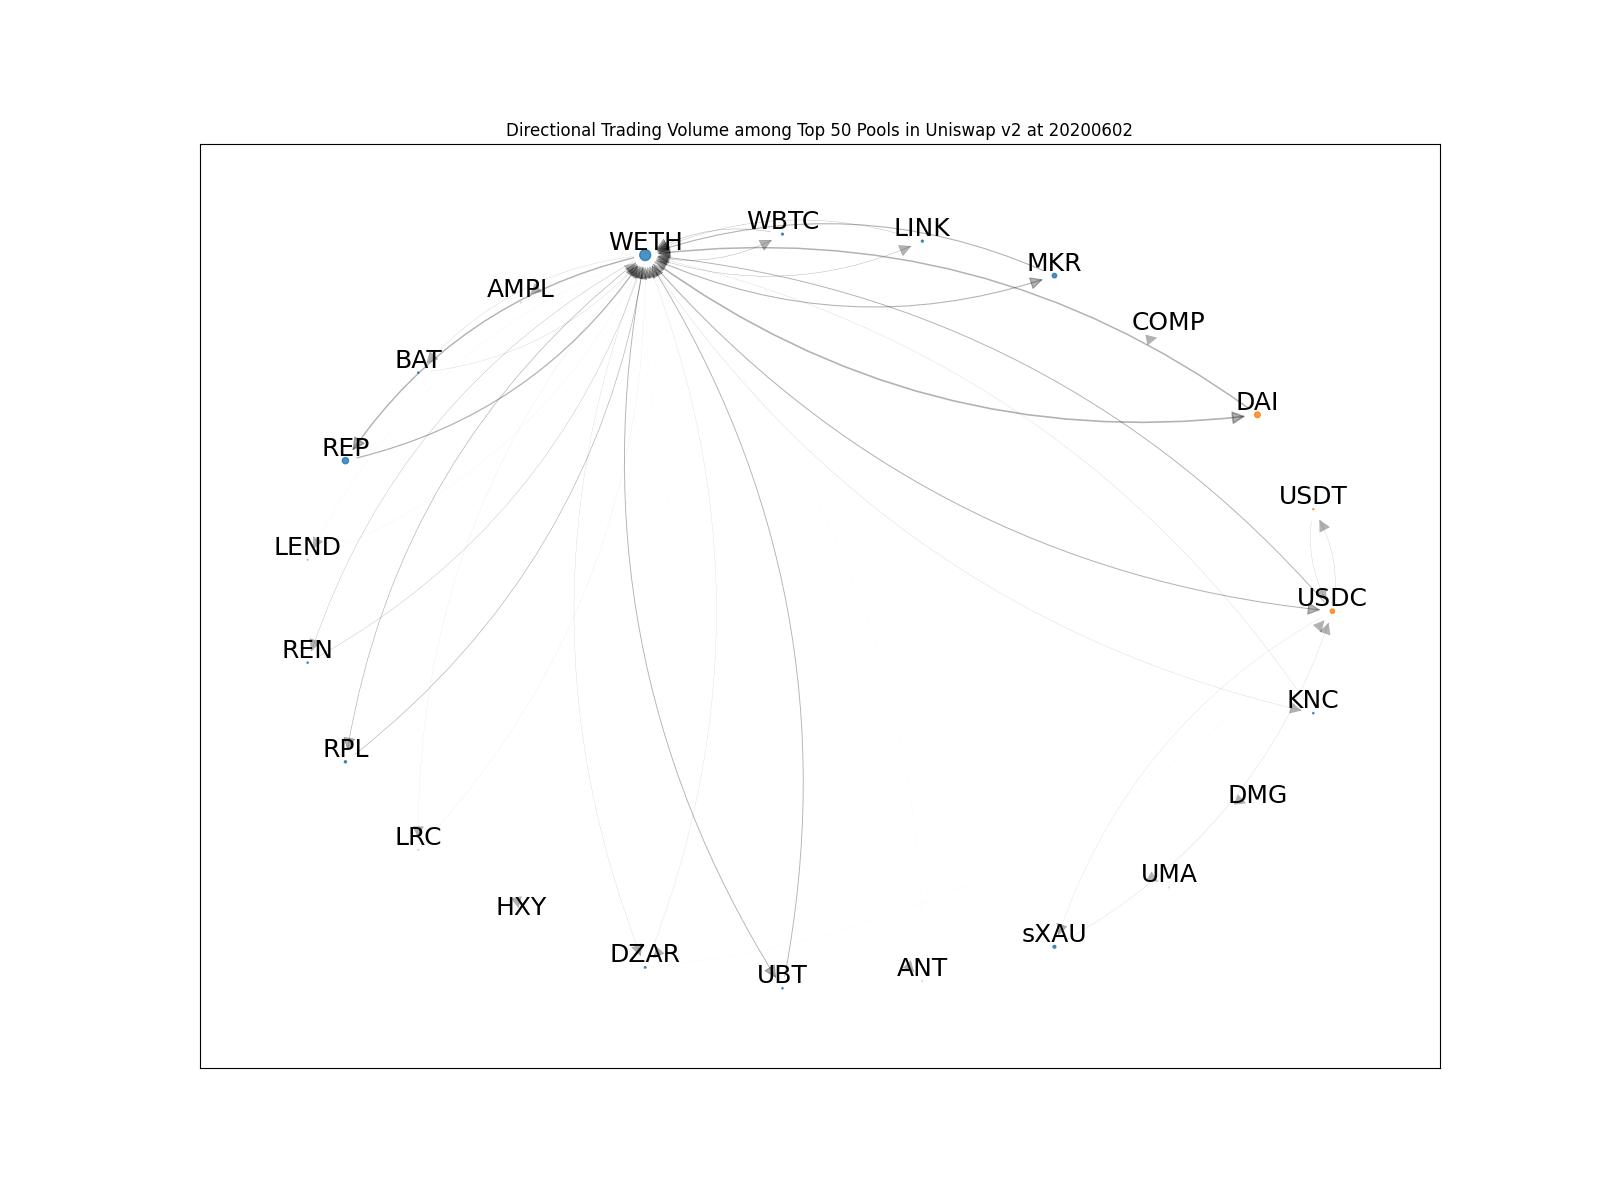 Directional Trading Volume among Top 50 Pools in Uniswap v2 at 20200602
WBTC
LINK
WETH
MKR
AMPL
COMP
BAT
DAI
REP
USDT
LEND
USDC
REN
KNC
RPL
DMG
LRC
UMA
HXY
sXAU
DZAR
ANT
UBT